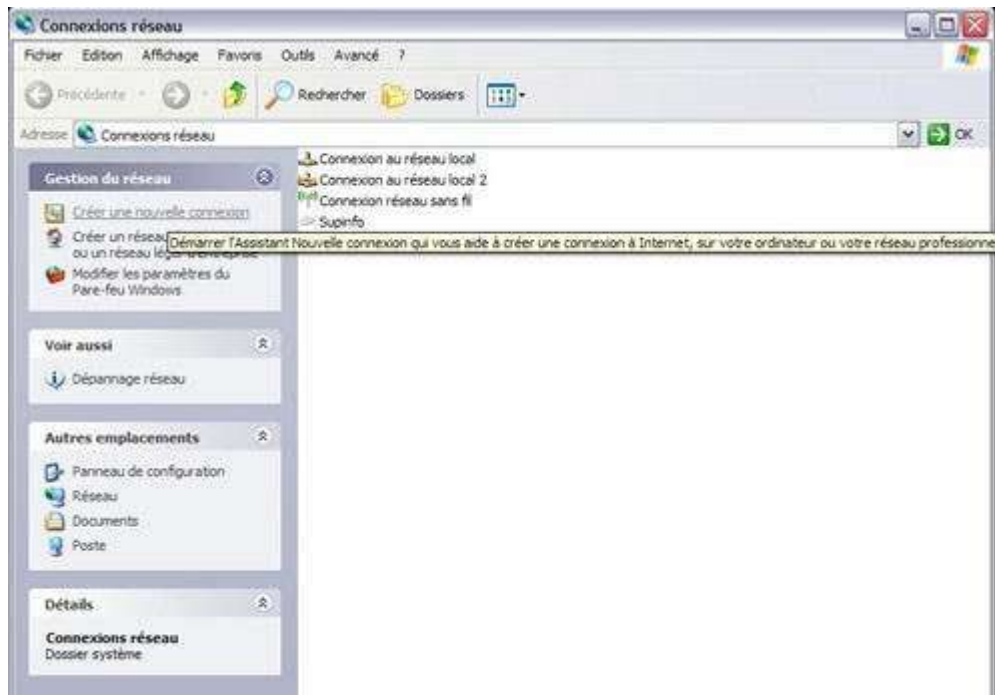 Connexions réseau
Fichier Edition Affichage Favoris Outils Avancé ?
Précédente Rechercher Dossiers
Adresse Connexions réseau OK
Gestion du réseau
Créer une nouvelle connexion
Créer un réseau
ou un réseau léger d'entreprise
Modifier les paramètres du
Pare-feu Windows
Voir aussi
Dépannage réseau
Autres emplacements
Panneau de configuration
Réseau
Documents
Poste
Détails
Connexions réseau
Dossier système
Connexion au réseau local
Connexion au réseau local 2
Connexion réseau sans fil
Supinfo
Démarrer l'Assistant Nouvelle connexion qui vous aide à créer une connexion à Internet, sur votre ordinateur ou votre réseau professionne